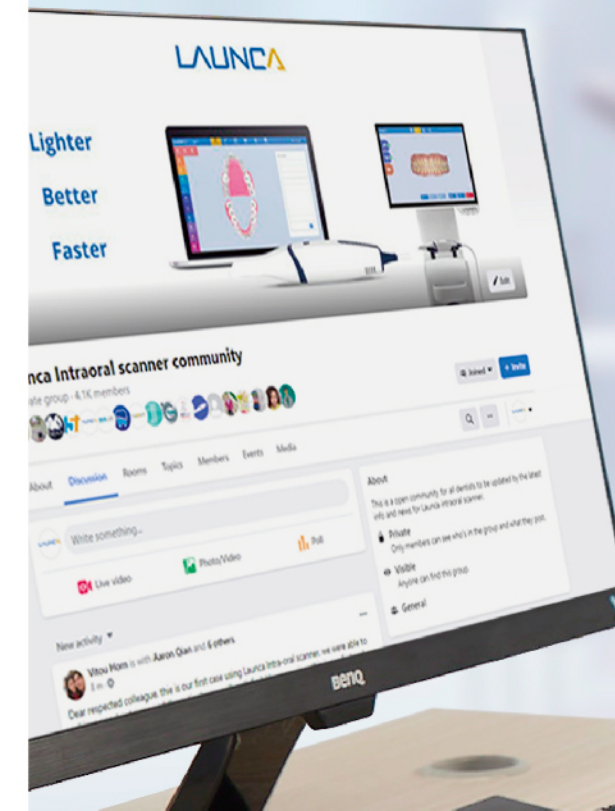 LAUNCA
Lighter
Better
Faster
Edit
nca Intraoral scanner community
ate group · 4.1K members
Joined
+ Invite
About Discussion Rooms Topics Members Events Media
Write something...
Live video Photo/Video Poll
About
This is a open community for all dentists to be updated by the latest
info and news for Launca intraoral scanner.
Private
Only members can see who's in the group and what they post.
Visible
Anyone can find this group.
General
New activity
Vitou Horn is with Aaron Qian and 6 others
Dear respected colleague, this is our first case using Launca Intra-oral scanner, we were able to
BenQ